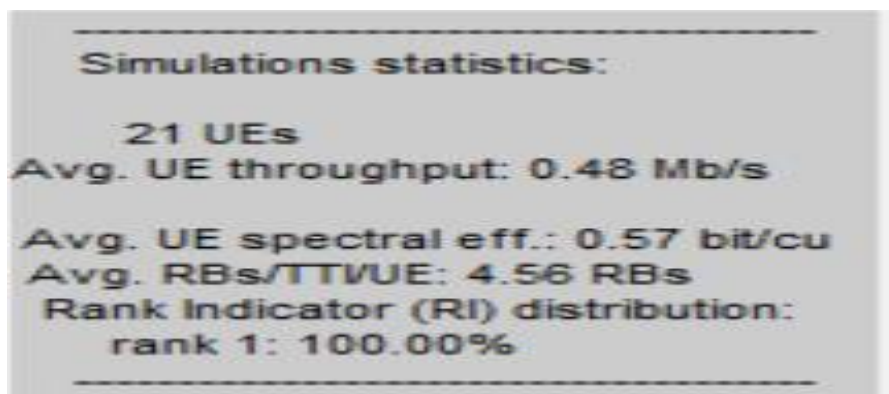 Simulations statistics:
21 UEs
Avg. UE throughput: 0.48 Mb/s
Avg. UE spectral eff.: 0.57 bit/cu
Avg. RBs/TTI/UE: 4.56 RBs
Rank Indicator (RI) distribution:
rank 1: 100.00%